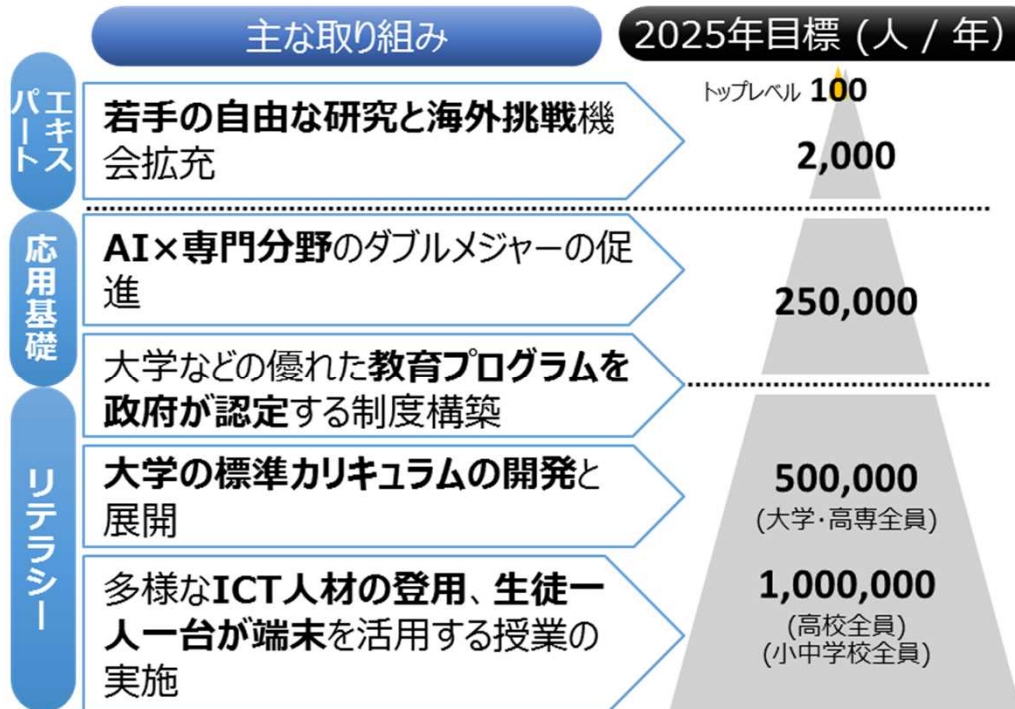 主な取り組み
2025年目標 (人 / 年)
エキス
パート
若手の自由な研究と海外挑戦機
会拡充
トップレベル 100
2,000
応用基礎
AI×専門分野のダブルメジャーの促
進
250,000
大学などの優れた教育プログラムを
政府が認定する制度構築
リテラシー
大学の標準カリキュラムの開発と
展開
500,000
(大学・高専全員)
多様なICT人材の登用、生徒一
人一台が端末を活用する授業の
実施
1,000,000
(高校全員)
(小中学校全員)